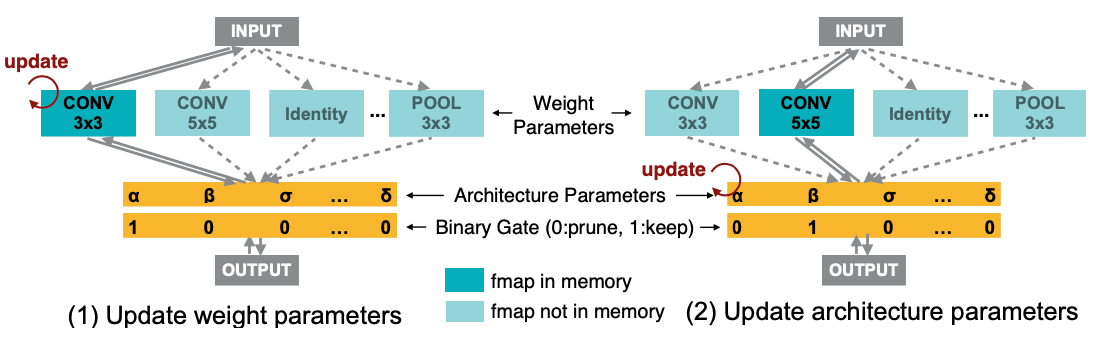 INPUT
INPUT
update
CONV
3x3
CONV
5x5
Identity
...
POOL
3x3
Weight
Parameters
CONV
3x3
CONV
5x5
Identity
...
POOL
3x3
update
α β σ ... δ
Architecture Parameters
α β σ ... δ
1 0 0 ... 0
Binary Gate (0:prune, 1:keep)
0 1 0 ... 0
OUTPUT
OUTPUT
fmap in memory
fmap not in memory
(1) Update weight parameters
(2) Update architecture parameters